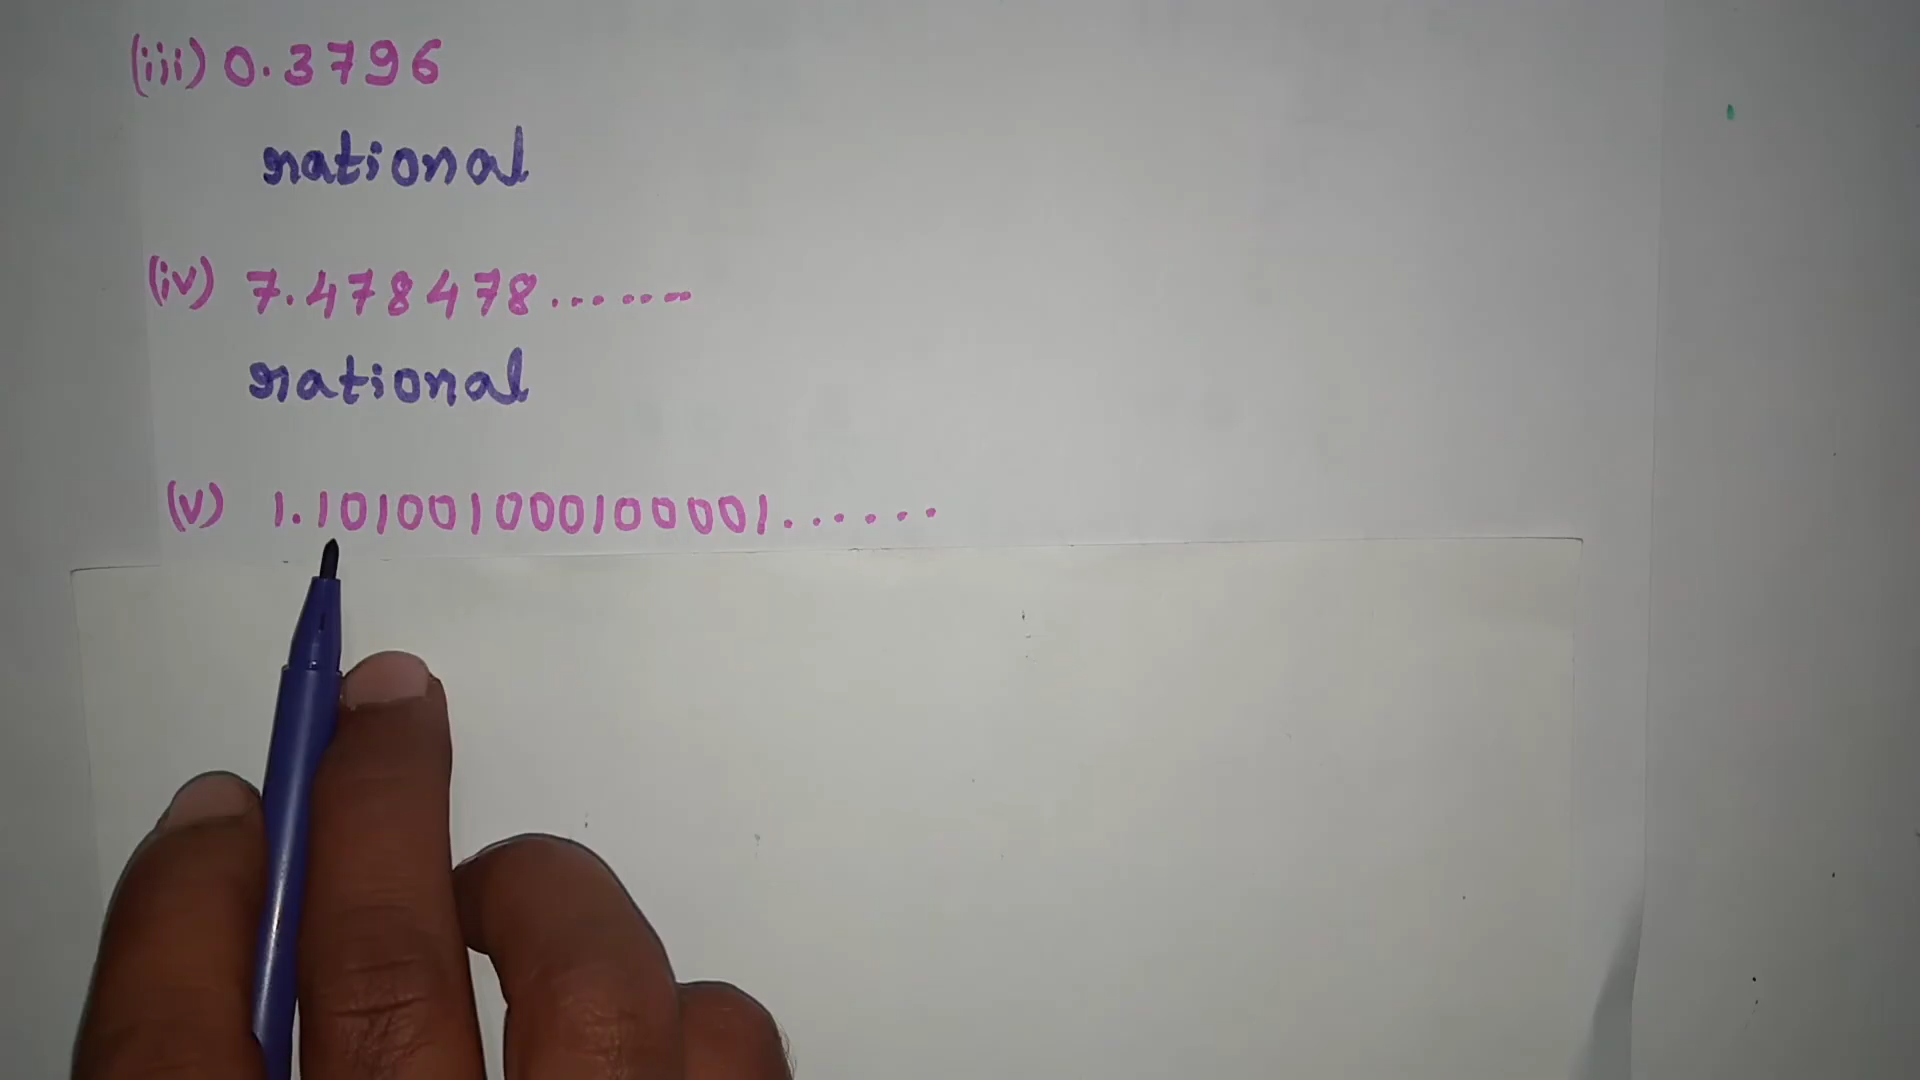 (iii) 0.3796
rational
(iv) 7.478478.......
rational
(v) 1.101001000100001......